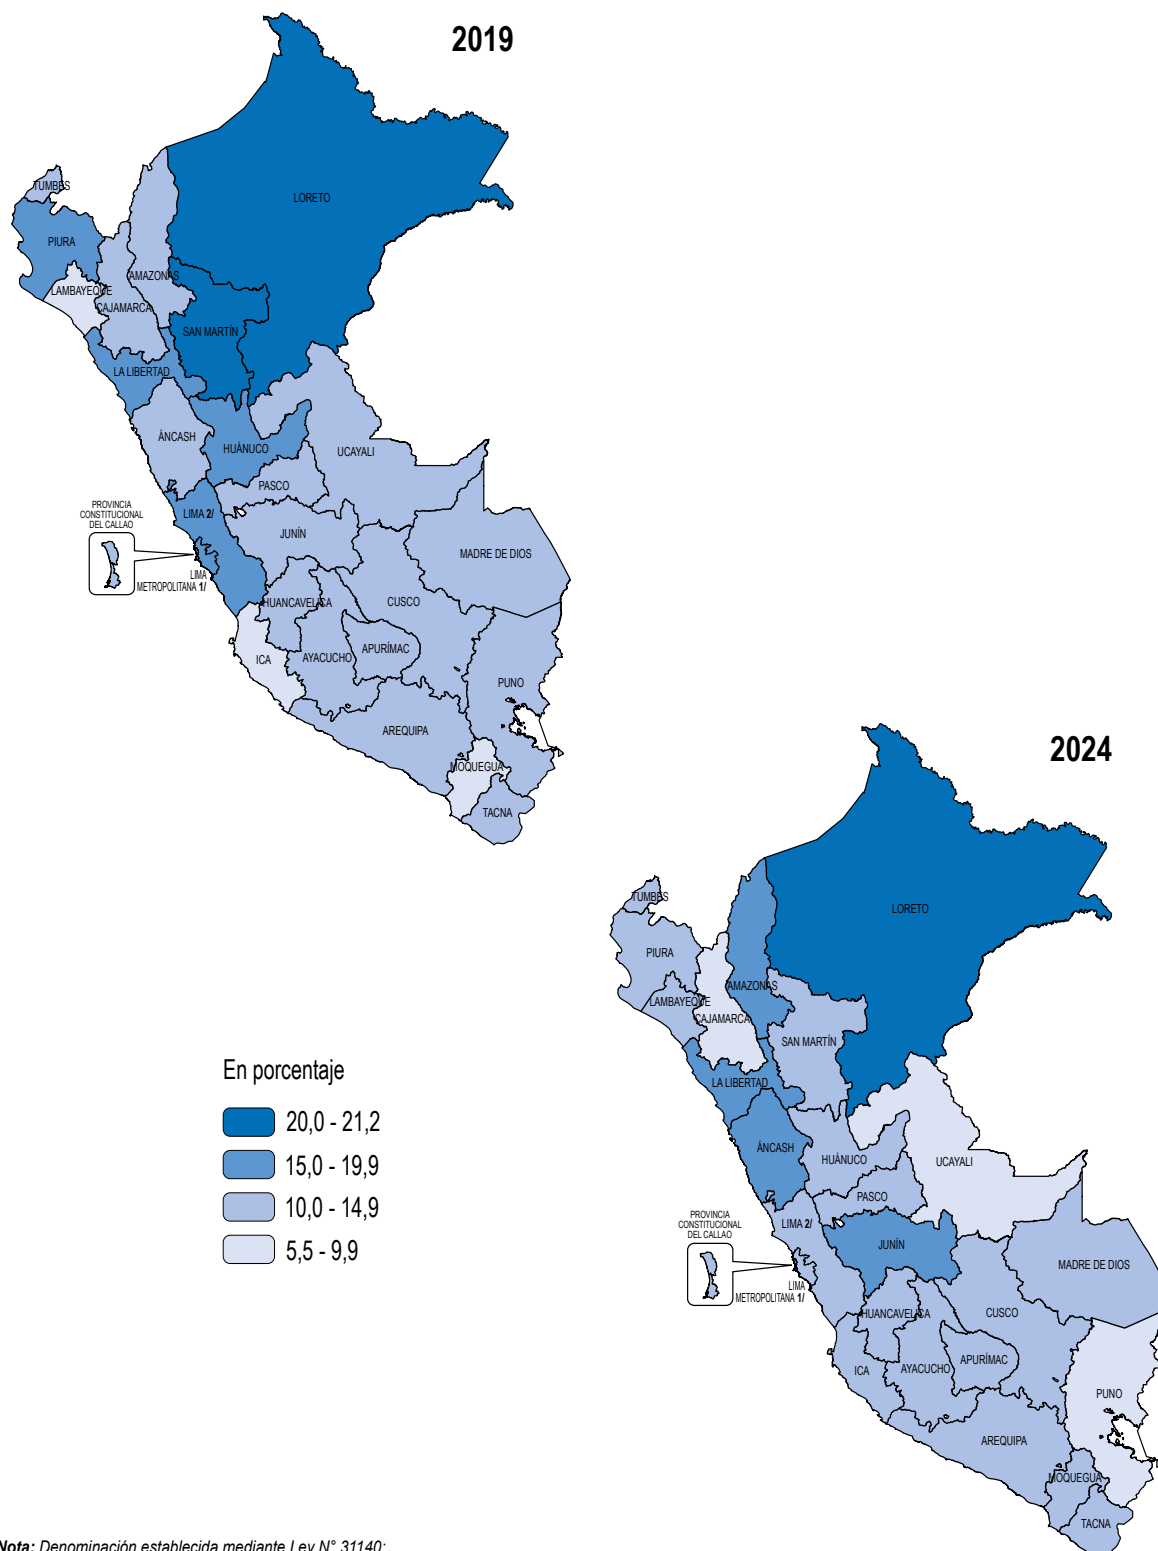 2019
LORETO
TUMBES
PIURA
AMAZONAS
LAMBAYEQUE
CAJAMARCA
SAN MARTÍN
LA LIBERTAD
ÁNCASH
HUÁNUCO
UCAYALI
PASCO
PROVINCIA
CONSTITUCIONAL
DEL CALLAO
LIMA 2/
JUNÍN
MADRE DE DIOS
LIMA
METROPOLITANA 1/
HUANCAVELICA
CUSCO
ICA
AYACUCHO
APURÍMAC
PUNO
AREQUIPA
MOQUEGUA
TACNA
2024
LORETO
TUMBES
PIURA
AMAZONAS
LAMBAYEQUE
CAJAMARCA
SAN MARTÍN
LA LIBERTAD
ÁNCASH
HUÁNUCO
UCAYALI
PASCO
PROVINCIA
CONSTITUCIONAL
DEL CALLAO
LIMA 2/
JUNÍN
MADRE DE DIOS
LIMA
METROPOLITANA 1/
HUANCAVELICA
CUSCO
ICA
AYACUCHO
APURÍMAC
PUNO
AREQUIPA
MOQUEGUA
TACNA
En porcentaje
20,0 - 21,2
15,0 - 19,9
10,0 - 14,9
5,5 - 9,9
Nota: Denominación establecida mediante Ley N° 31140: